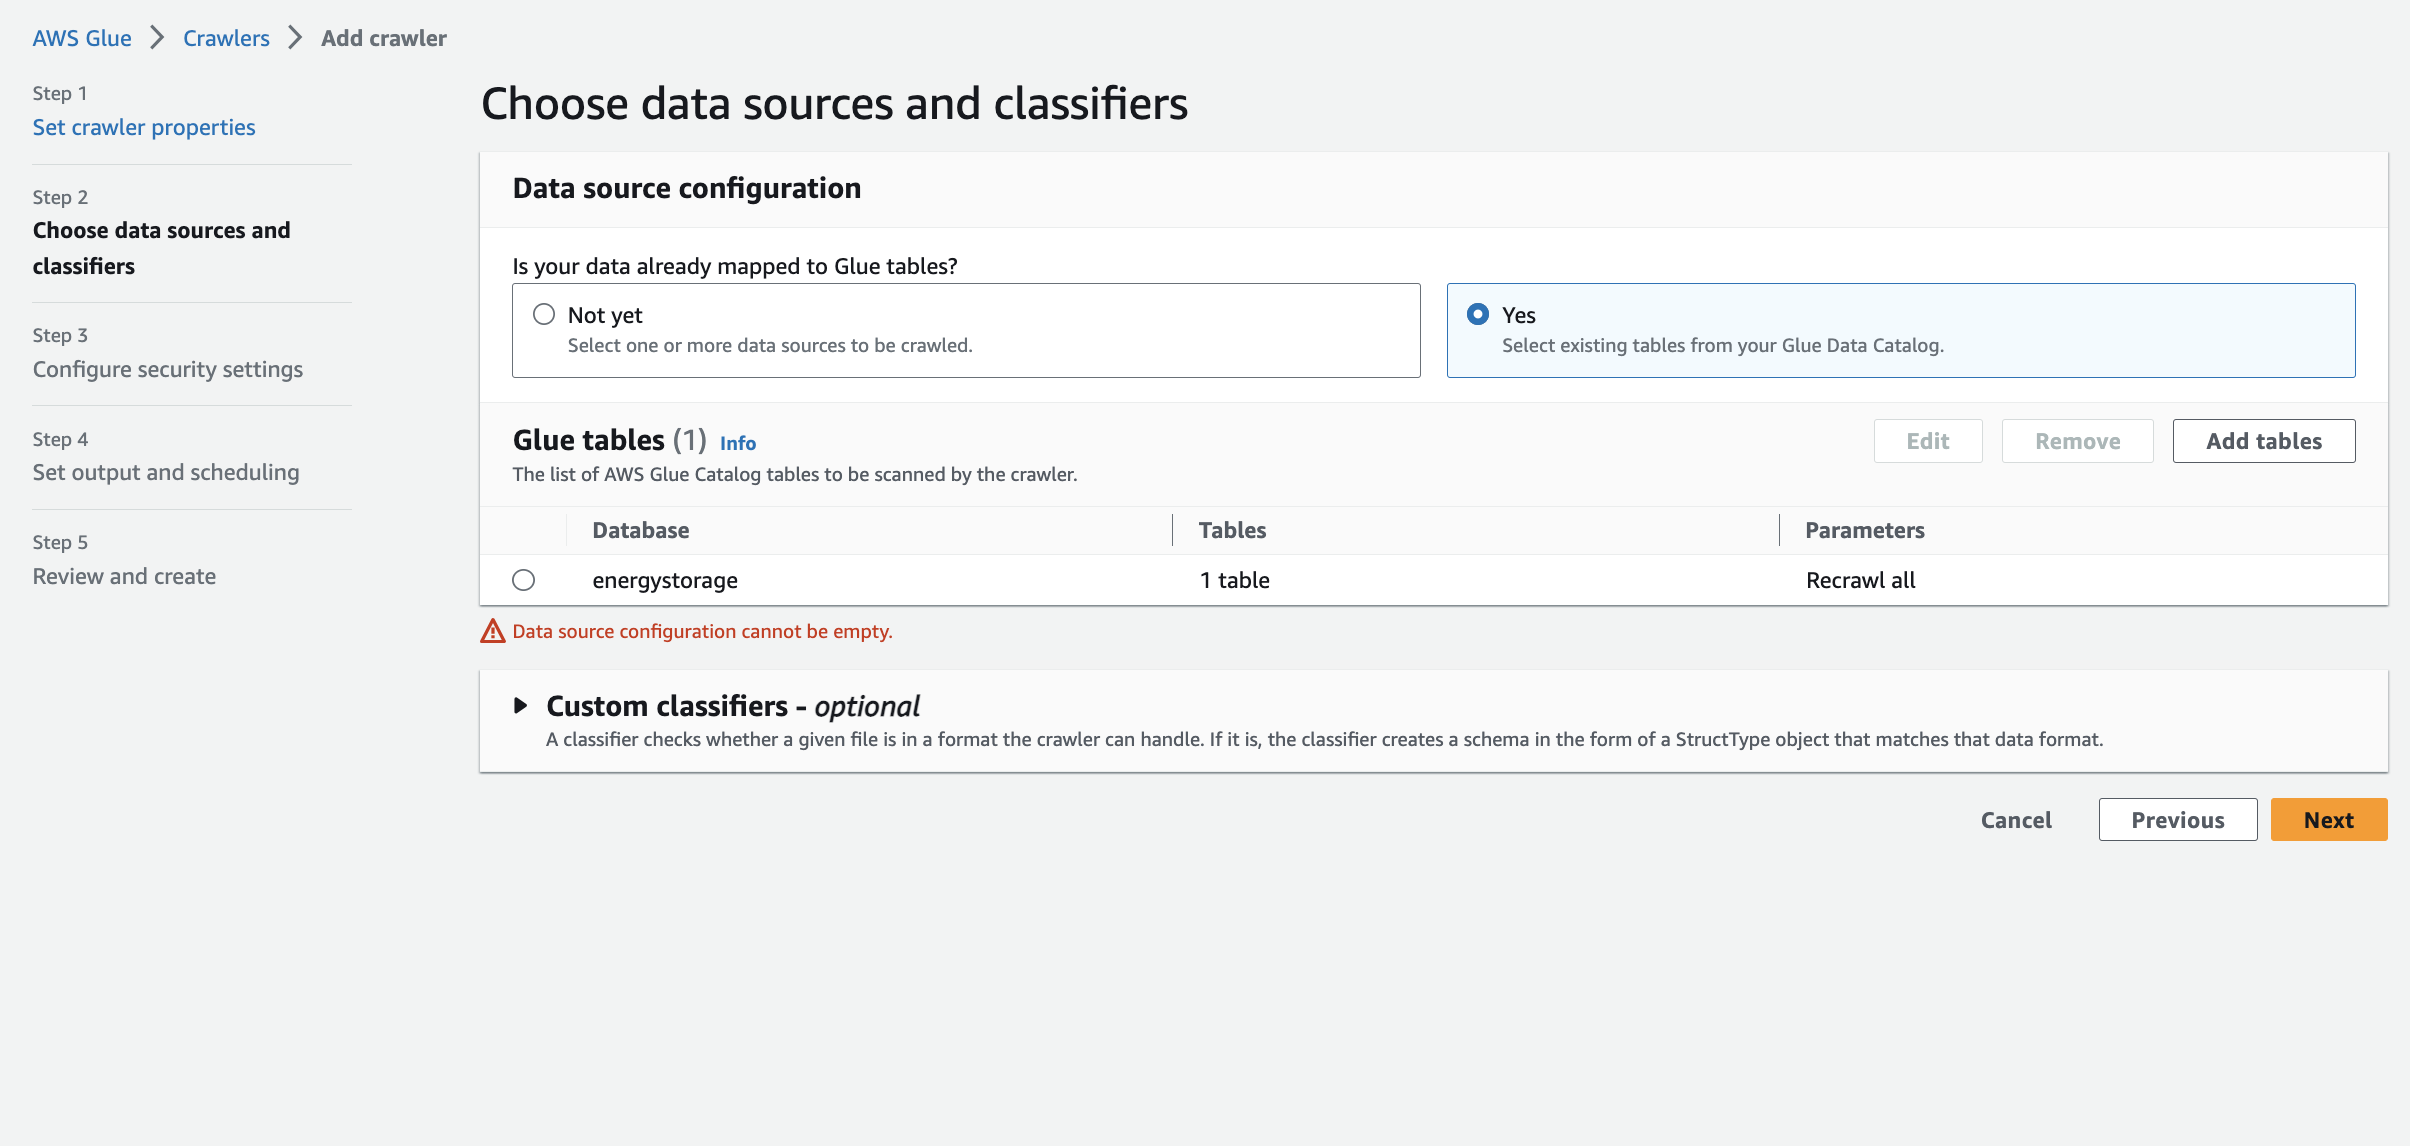 AWS Glue > Crawlers > Add crawler
Step 1
Set crawler properties
Step 2
Choose data sources and
classifiers
Step 3
Configure security settings
Step 4
Set output and scheduling
Step 5
Review and create
Choose data sources and classifiers
Data source configuration
Is your data already mapped to Glue tables?
Not yet
Select one or more data sources to be crawled.
Yes
Select existing tables from your Glue Data Catalog.
Glue tables (1) Info
The list of AWS Glue Catalog tables to be scanned by the crawler.
Edit Remove Add tables
Database Tables Parameters
energystorage 1 table Recrawl all
Data source configuration cannot be empty.
Custom classifiers - optional
A classifier checks whether a given file is in a format the crawler can handle. If it is, the classifier creates a schema in the form of a StructType object that matches that data format.
Cancel Previous Next